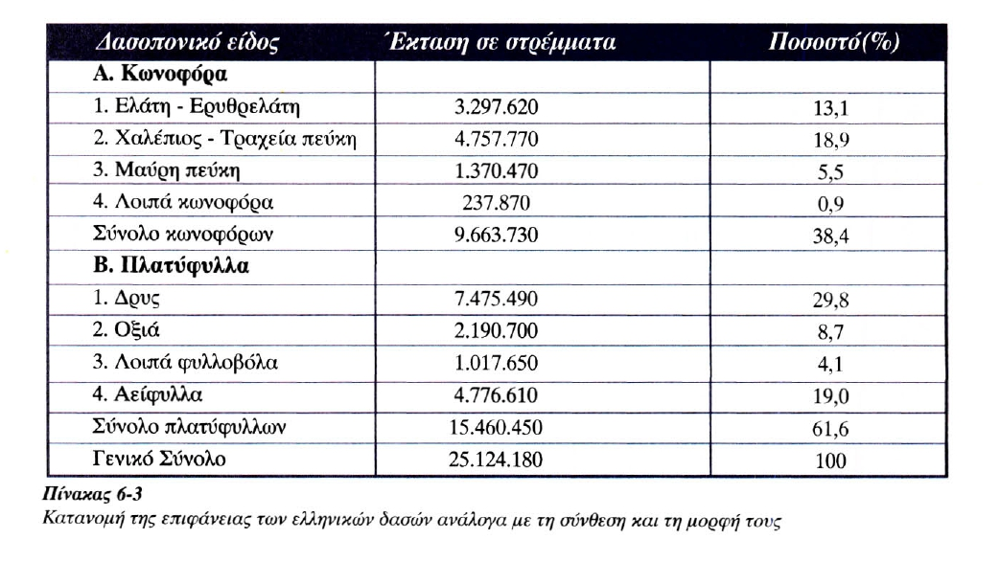 Δασοπονικό είδος Έκταση σε στρέμματα Ποσοστό(%)
Α. Κωνοφόρα
1. Ελάτη - Ερυθρελάτη 3.297.620 13,1
2. Χαλέπιος - Τραχεία πεύκη 4.757.770 18,9
3. Μαύρη πεύκη 1.370.470 5,5
4. Λοιπά κωνοφόρα 237.870 0,9
Σύνολο κωνοφόρων 9.663.730 38,4
Β. Πλατύφυλλα
1. Δρυς 7.475.490 29,8
2. Οξιά 2.190.700 8,7
3. Λοιπά φυλλοβόλα 1.017.650 4,1
4. Αείφυλλα 4.776.610 19,0
Σύνολο πλατύφυλλων 15.460.450 61,6
Γενικό Σύνολο 25.124.180 100
Πίνακας 6-3
Κατανομή της επιφάνειας των ελληνικών δασών ανάλογα με τη σύνθεση και τη μορφή τους